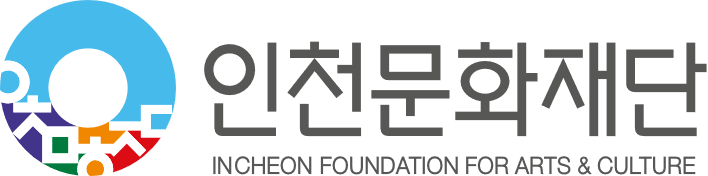 인천문화재단
INCHEON FOUNDATION FOR ARTS & CULTURE